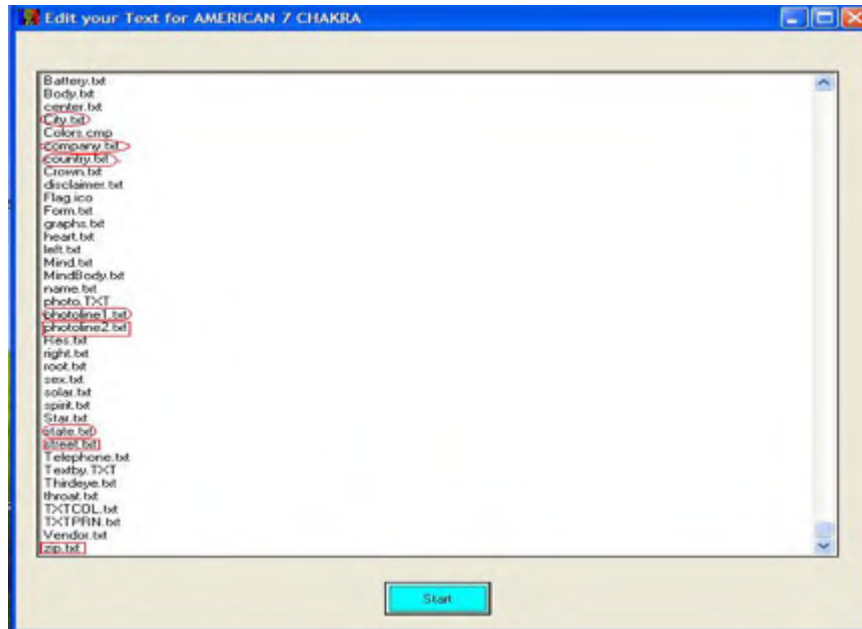 Edit your Text for AMERICAN 7 CHAKRA
Battery.txt
Body.txt
center.txt
City.txt
Colors.cmp
company.txt
country.txt
Crown.txt
disclaimer.txt
Flag.ico
Form.txt
graphs.txt
heart.txt
left.txt
Mind.txt
MindBody.txt
name.txt
photo.TXT
photoline1.txt
photoline2.txt
Res.txt
right.txt
root.txt
sex.txt
solar.txt
spirit.txt
Star.txt
state.txt
street.txt
Telephone.txt
Textby.TXT
Thirdeye.txt
throat.txt
TXTCOL.txt
TXTPRN.txt
Vendor.txt
zip.txt
Start